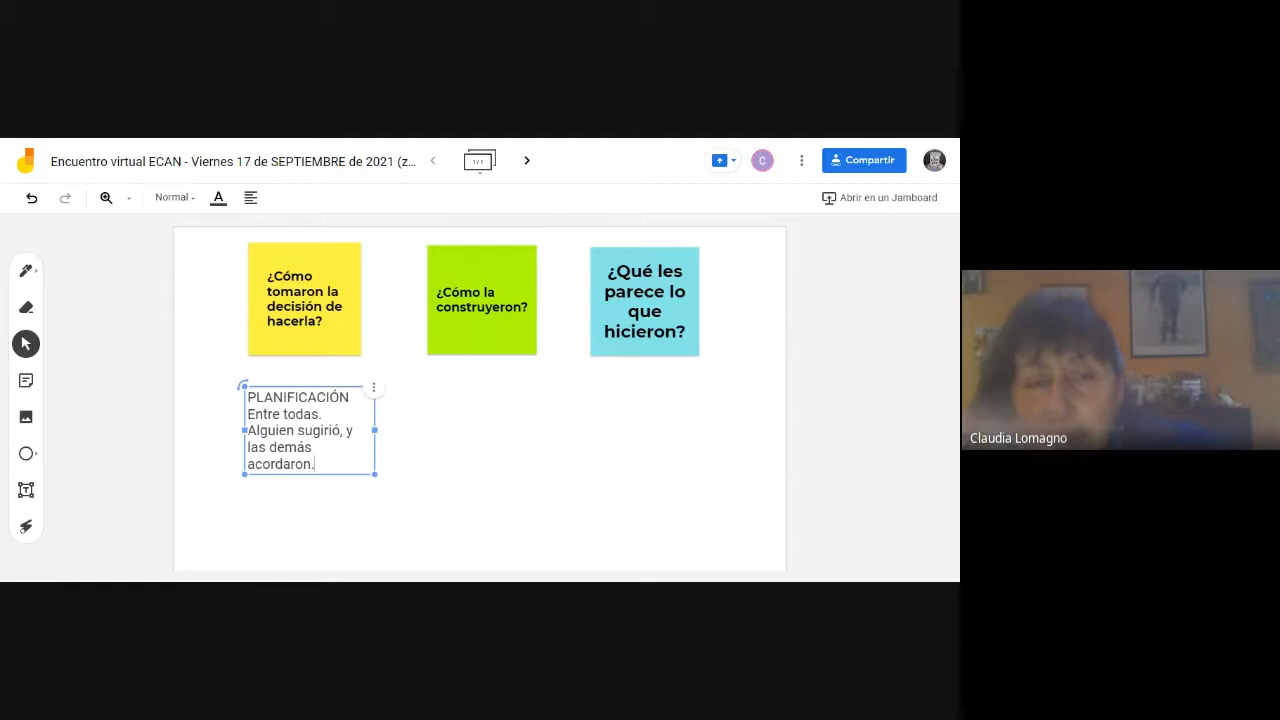 Encuentro virtual ECAN - Viernes 17 de SEPTIEMBRE de 2021 (z...
1/1
C
Compartir
Normal
A
Abrir en un Jamboard
¿Cómo
tomaron la
decisión de
hacerla?
¿Cómo la
construyeron?
¿Qué les
parece lo
que
hicieron?
PLANIFICACIÓN
Entre todas.
Alguien sugirió, y
las demás
acordaron.
Claudia Lomagno